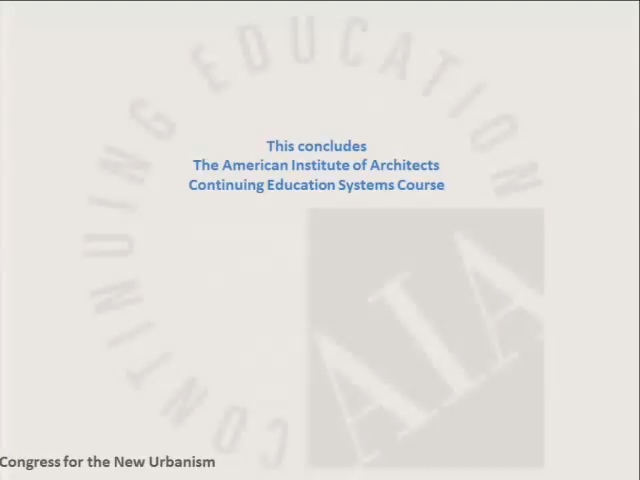 CONTINUING EDUCATION
This concludes
The American Institute of Architects
Continuing Education Systems Course
AIA
Congress for the New Urbanism